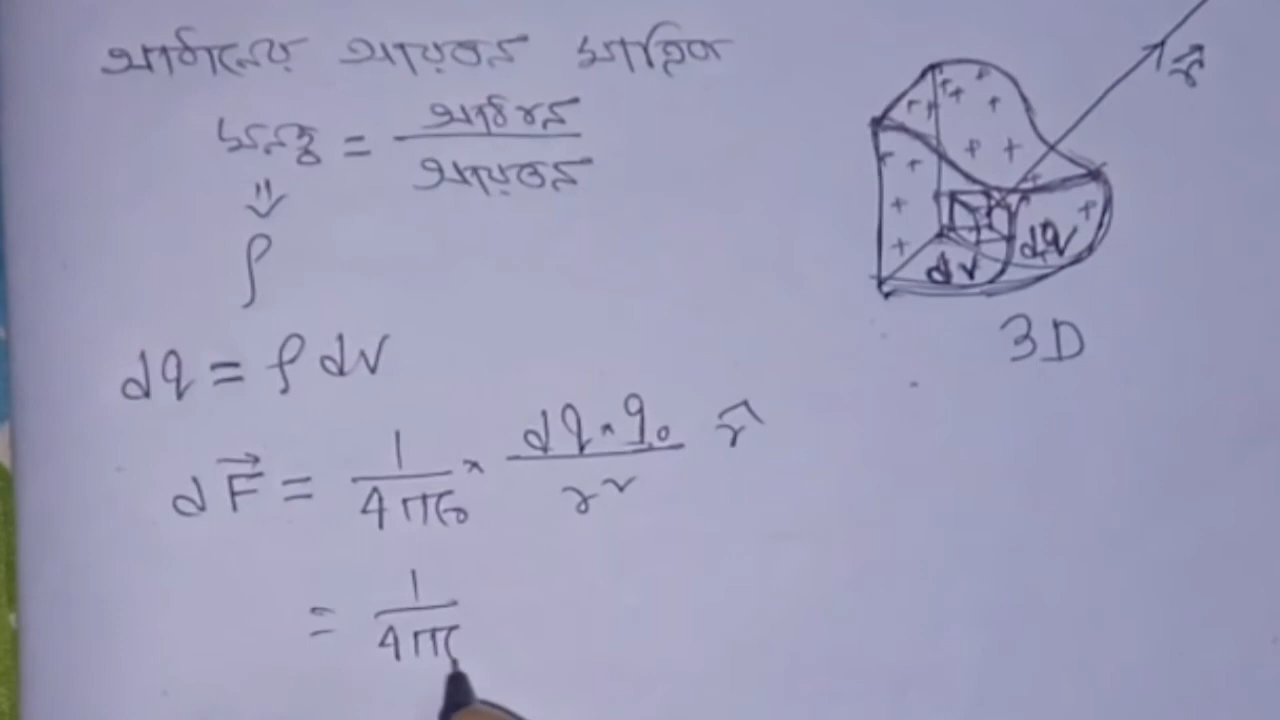 আধানের আয়তন মাত্রিক
ঘনত্ব = আধান / আয়তন
⇓
ρ
dq = ρ dv
dF⃗ = 1/4πϵ₀ × dq × q₀ / r² r̂
= 1/4πϵ
r⃗
dv dq
3D